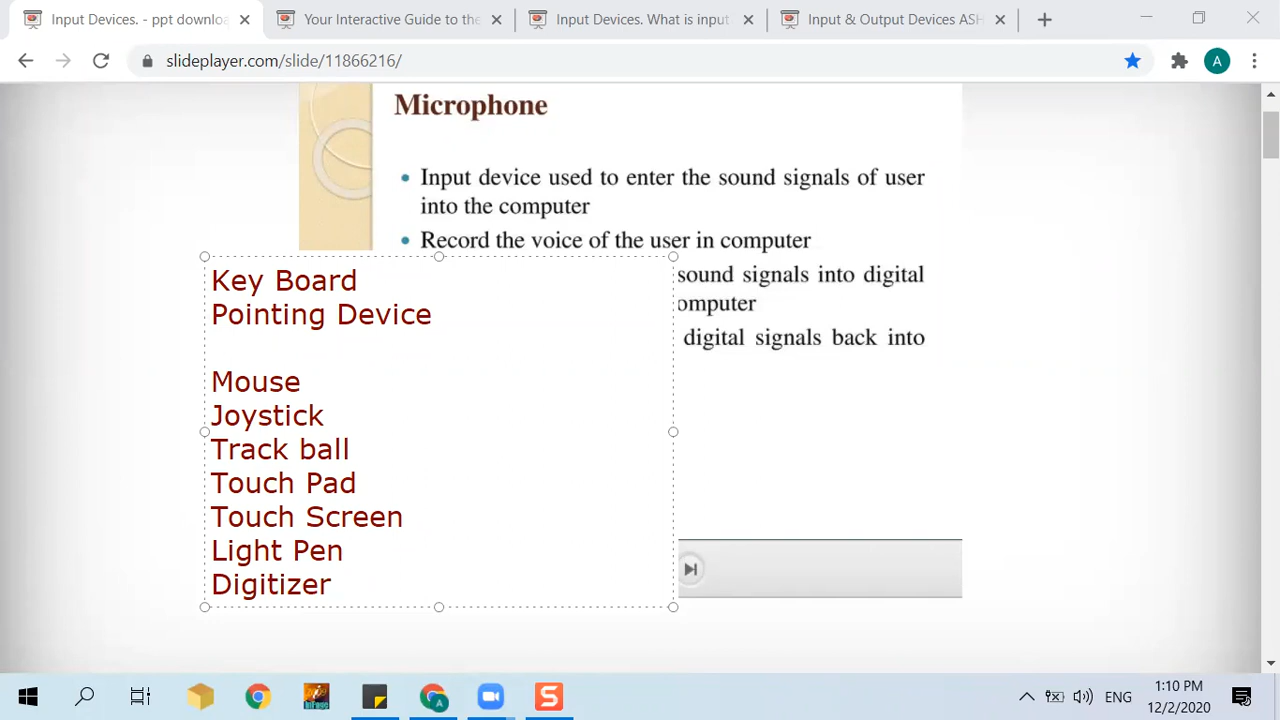 Input Devices. - ppt downloa
Your Interactive Guide to the
Input Devices. What is input
Input & Output Devices ASH
slideplayer.com/slide/11866216/
A
Microphone
Input device used to enter the sound signals of user
into the computer
Record the voice of the user in computer
sound signals into digital
omputer
digital signals back into
Key Board
Pointing Device
Mouse
Joystick
Track ball
Touch Pad
Touch Screen
Light Pen
Digitizer
A
S
ENG
1:10 PM
12/2/2020